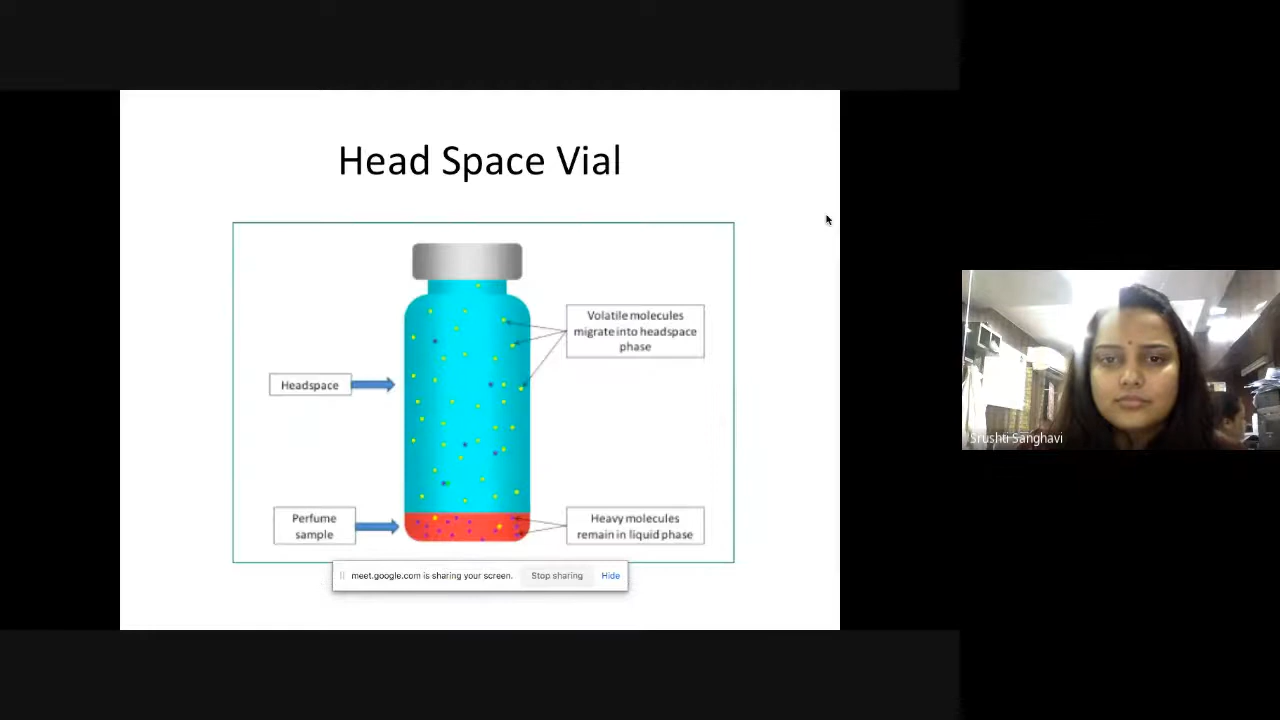 Head Space Vial
Volatile molecules
migrate into headspace
phase
Headspace
Perfume
sample
Heavy molecules
remain in liquid phase
meet.google.com is sharing your screen.
Stop sharing
Hide
Srushti Sanghavi